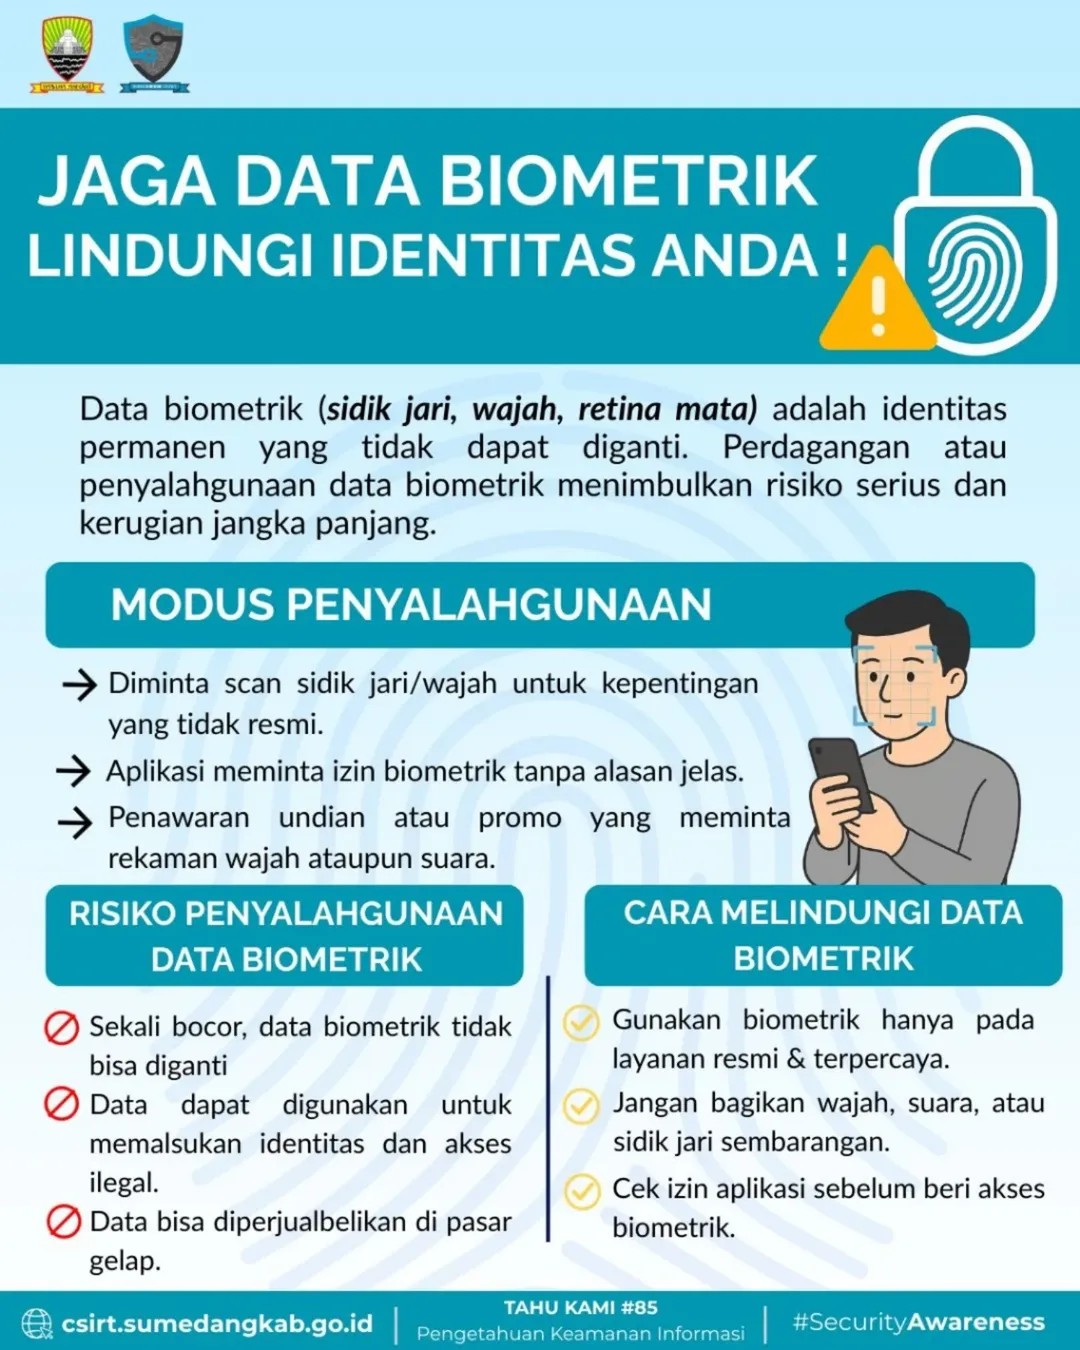 JAGA DATA BIOMETRIK
LINDUNGI IDENTITAS ANDA !
Data biometrik (sidik jari, wajah, retina mata) adalah identitas
permanen yang tidak dapat diganti. Perdagangan atau
penyalahgunaan data biometrik menimbulkan risiko serius dan
kerugian jangka panjang.
MODUS PENYALAHGUNAAN
Diminta scan sidik jari/wajah untuk kepentingan
yang tidak resmi.
Aplikasi meminta izin biometrik tanpa alasan jelas.
Penawaran undian atau promo yang meminta
rekaman wajah ataupun suara.
RISIKO PENYALAHGUNAAN
DATA BIOMETRIK
Sekali bocor, data biometrik tidak
bisa diganti
Data dapat digunakan untuk
memalsukan identitas dan akses
ilegal.
Data bisa diperjualbelikan di pasar
gelap.
CARA MELINDUNGI DATA
BIOMETRIK
Gunakan biometrik hanya pada
layanan resmi & terpercaya.
Jangan bagikan wajah, suara, atau
sidik jari sembarangan.
Cek izin aplikasi sebelum beri akses
biometrik.
csirt.sumedangkab.go.id
TAHU KAMI #85
Pengetahuan Keamanan Informasi
#SecurityAwareness